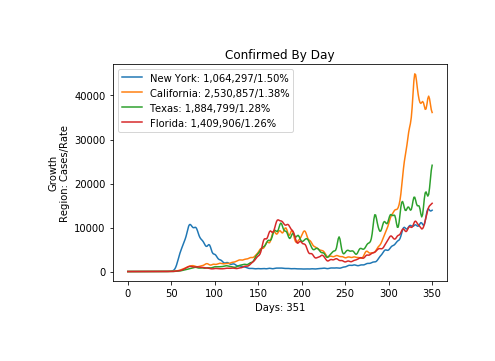 Confirmed By Day
New York: 1,064,297/1.50%
California: 2,530,857/1.38%
Texas: 1,884,799/1.28%
Florida: 1,409,906/1.26%
Growth
Region: Cases/Rate
40000
30000
20000
10000
0
0 50 100 150 200 250 300 350
Days: 351